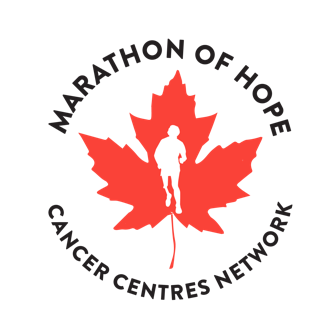 MARATHON OF HOPE
CANCER CENTRES NETWORK